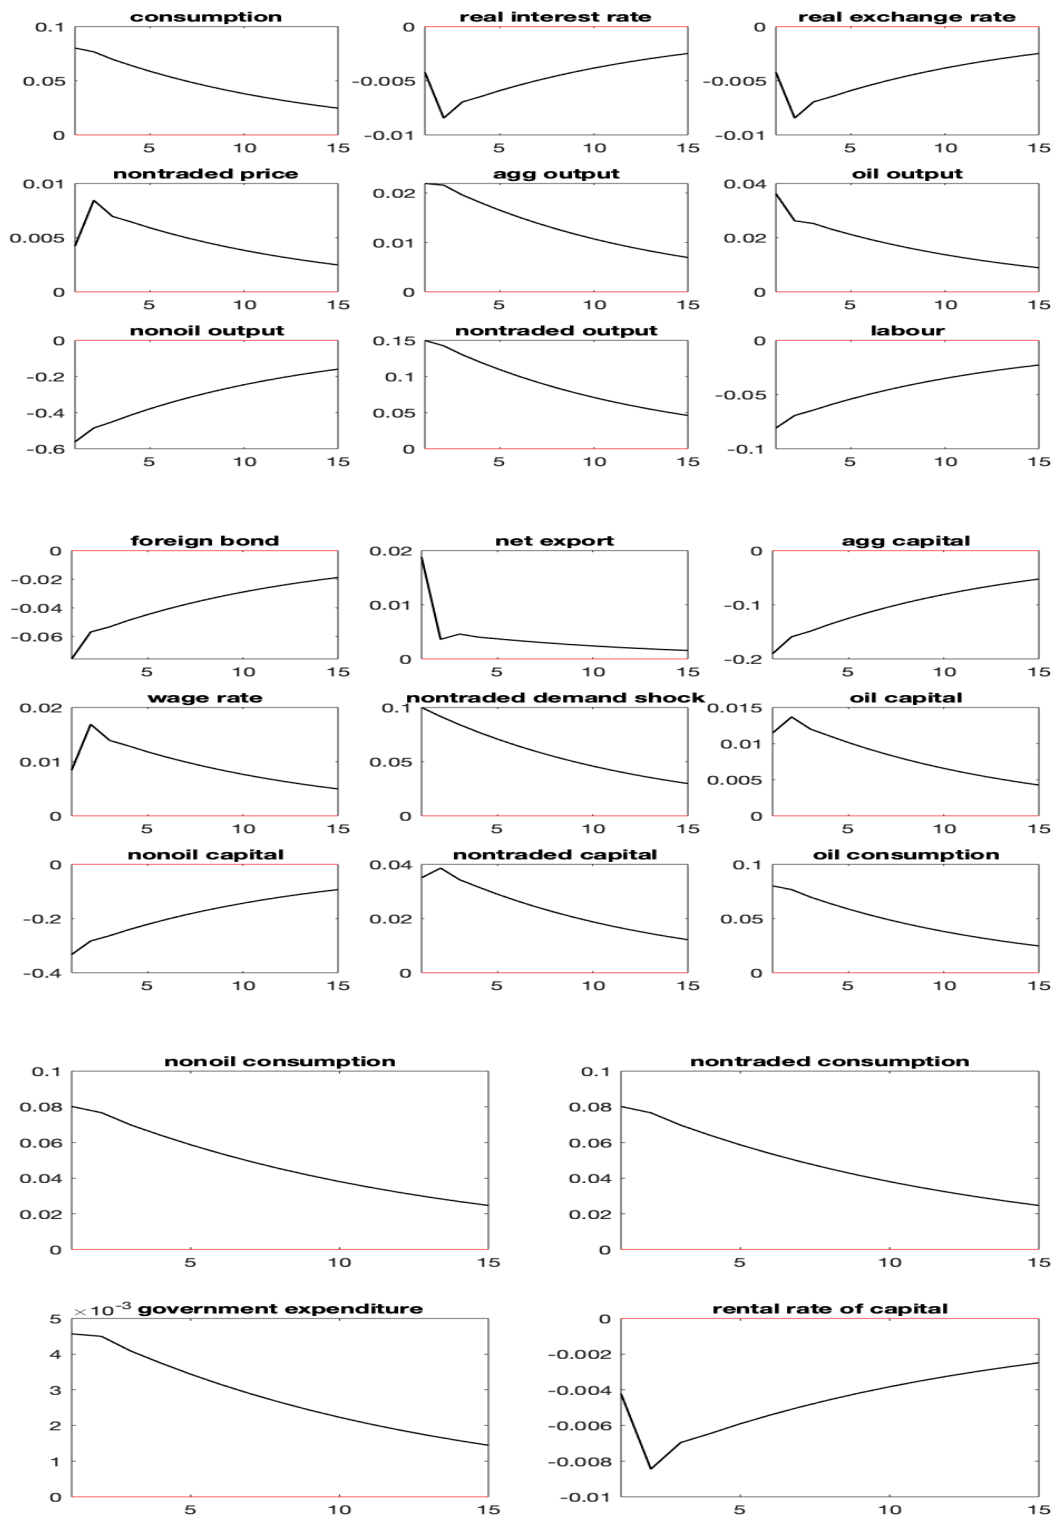 consumption real interest rate real exchange rate
0.1 0 0
0.05 -0.005 -0.005
0 -0.01 -0.01
5 10 15 5 10 15 5 10 15
nontraded price agg output oil output
0.01 0.02 0.04
0.005 0.01 0.02
0 0 0
5 10 15 5 10 15 5 10 15
nonoil output nontraded output labour
0 0.15 0
-0.2 0.1 -0.05
-0.4 0.05 -0.1
-0.6 0
5 10 15 5 10 15 5 10 15
foreign bond net export agg capital
0 0.02 0
-0.02 0.01 -0.1
-0.04 0 -0.2
-0.06
5 10 15 5 10 15 5 10 15
wage rate nontraded demand shock oil capital
0.02 0.1 0.015
0.01 0.05 0.01
0 0 0.005
0
5 10 15 5 10 15 5 10 15
nonoil capital nontraded capital oil consumption
0 0.04 0.1
-0.2 0.02 0.05
-0.4 0 0
5 10 15 5 10 15 5 10 15
nonoil consumption nontraded consumption
0.1 0.1
0.08 0.08
0.06 0.06
0.04 0.04
0.02 0.02
0 0
5 10 15 5 10 15
×10⁻³ government expenditure rental rate of capital
5 0
4 -0.002
3 -0.004
2 -0.006
1 -0.008
0 -0.01
5 10 15 5 10 15